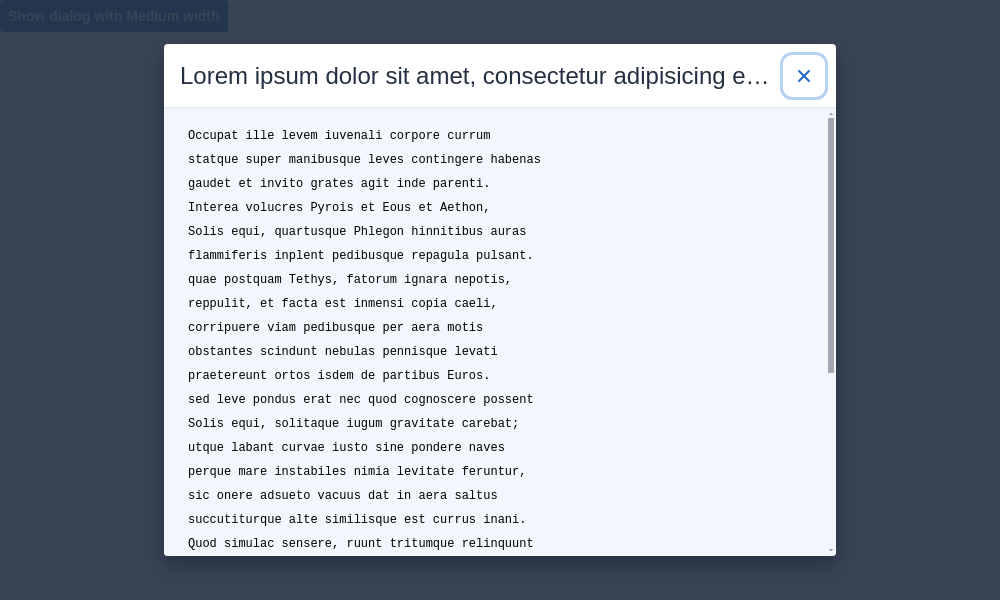 Show dialog with Medium width
Lorem ipsum dolor sit amet, consectetur adipisicing e…
Occupat ille levem iuvenali corpore currum
statque super manibusque leves contingere habenas
gaudet et invito grates agit inde parenti.
Interea volucres Pyrois et Eous et Aethon,
Solis equi, quartusque Phlegon hinnitibus auras
flammiferis inplent pedibusque repagula pulsant.
quae postquam Tethys, fatorum ignara nepotis,
reppulit, et facta est inmensi copia caeli,
corripuere viam pedibusque per aera motis
obstantes scindunt nebulas pennisque levati
praetereunt ortos isdem de partibus Euros.
sed leve pondus erat nec quod cognoscere possent
Solis equi, solitaque iugum gravitate carebat;
utque labant curvae iusto sine pondere naves
perque mare instabiles nimia levitate feruntur,
sic onere adsueto vacuus dat in aera saltus
succutiturque alte similisque est currus inani.
Quod simulac sensere, ruunt tritumque relinquunt